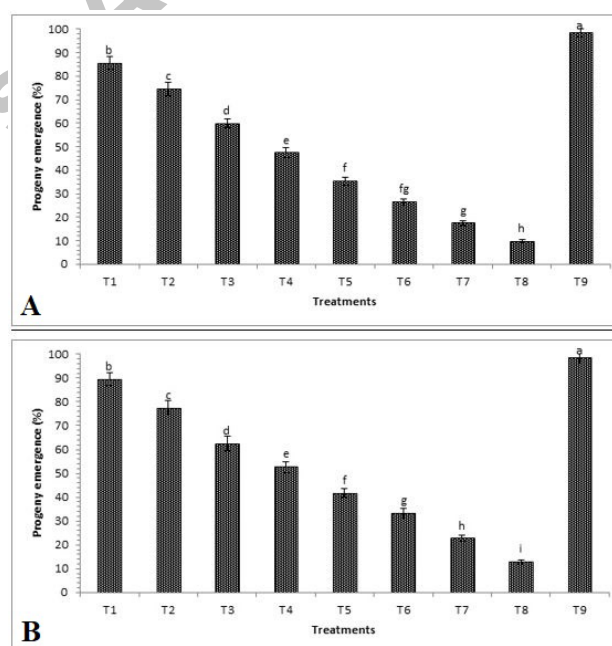 100
90
80
70
60
50
40
30
20
10
0
Progeny emergence (%)
b
c
d
e
f
fg
g
h
a
T1 T2 T3 T4 T5 T6 T7 T8 T9
Treatments
A
100
90
80
70
60
50
40
30
20
10
0
Progeny emergence (%)
b
c
d
e
f
g
h
i
a
T1 T2 T3 T4 T5 T6 T7 T8 T9
Treatments
B